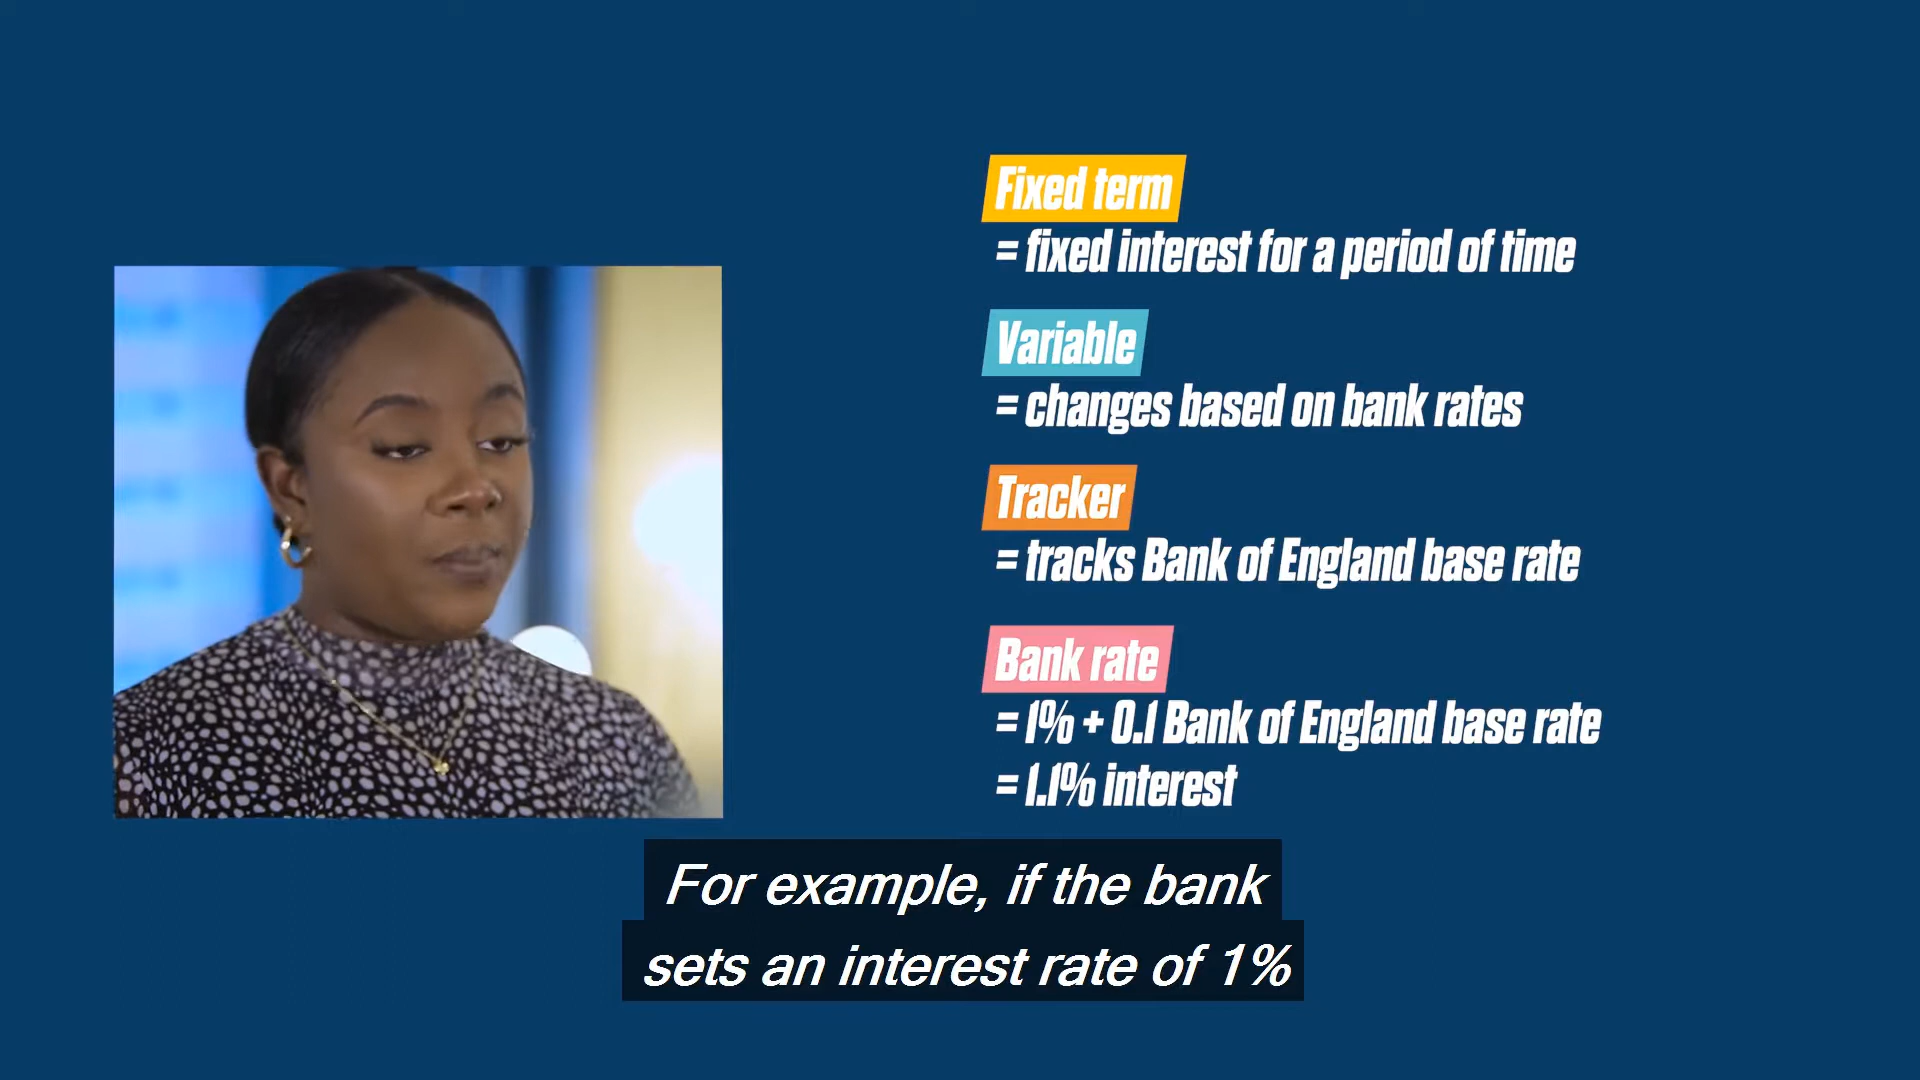 Fixed term
= fixed interest for a period of time
Variable
= changes based on bank rates
Tracker
= tracks Bank of England base rate
Bank rate
= 1% + 0.1 Bank of England base rate
= 1.1% interest
For example, if the bank
sets an interest rate of 1%